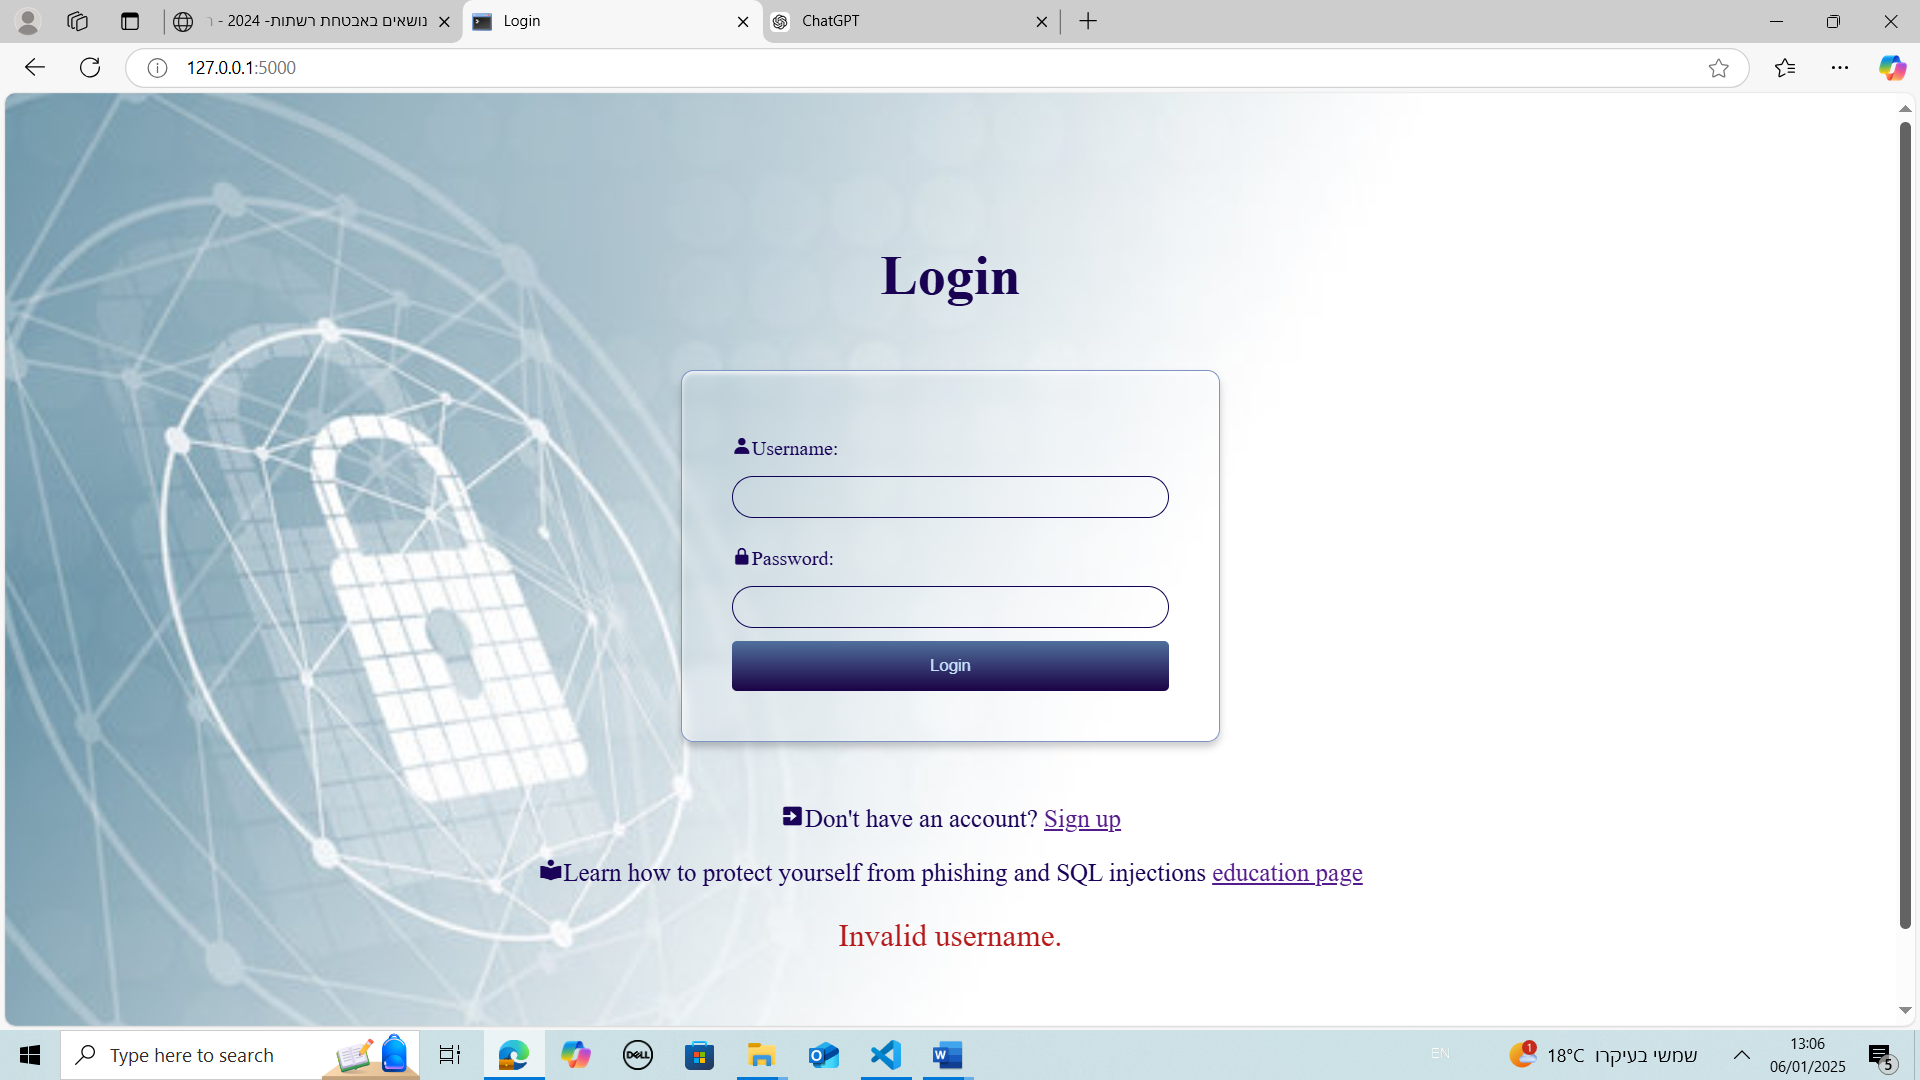 נושאים באבטחת רשתות- 2024 - ר
Login
ChatGPT
127.0.0.1:5000
Login
Username:
Password:
Login
Don't have an account? Sign up
Learn how to protect yourself from phishing and SQL injections education page
Invalid username.
Type here to search
DELL
EN
1
18°C שמשי בעיקרו
13:06
06/01/2025
5